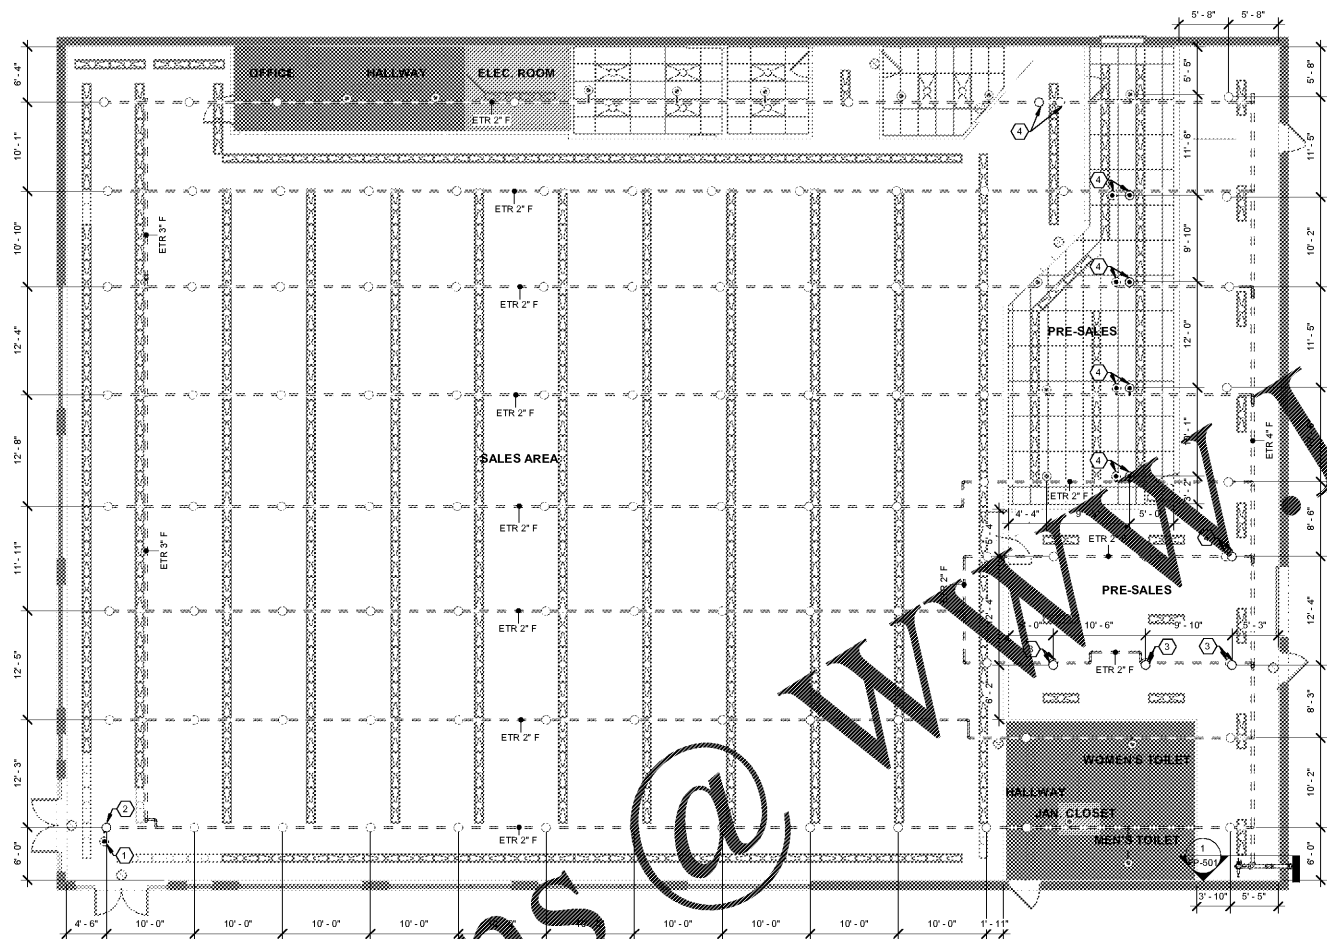 5' - 8"
5' - 8"
OFFICE
HALLWAY
ELEC. ROOM
6' - 4"
5' - 5"
5' - 8"
ETR 2" F
4
10' - 1"
11' - 6"
11' - 5"
4
ETR 2" F
ETR 3" F
10' - 10"
9' - 10"
10' - 2"
4
ETR 2" F
PRE-SALES
12' - 4"
12' - 0"
11' - 5"
4
ETR 2" F
ETR 4" F
12' - 8"
SALES AREA
4
ETR 2" F
4' - 4"
5' - 0"
8' - 6"
ETR 2" F
5' - 4"
ETR 2"
ETR 3" F
11' - 11"
PRE-SALES
12' - 4"
ETR 2" F
10' - 6"
9' - 10"
5' - 3"
3
3
3
ETR 2" F
12' - 5"
6' - 2"
8' - 3"
ETR 2" F
WOMEN'S TOILET
HALLWAY
12' - 3"
10' - 2"
2
JAN. CLOSET
ETR 2" F
MEN'S TOILET
1
1
6' - 0"
6' - 0"
3' - 10"
5' - 5"
4' - 6"
10' - 0"
10' - 0"
10' - 0"
10' - 0"
10' - 0"
10' - 0"
10' - 0"
10' - 0"
1' - 11"
@ WWW